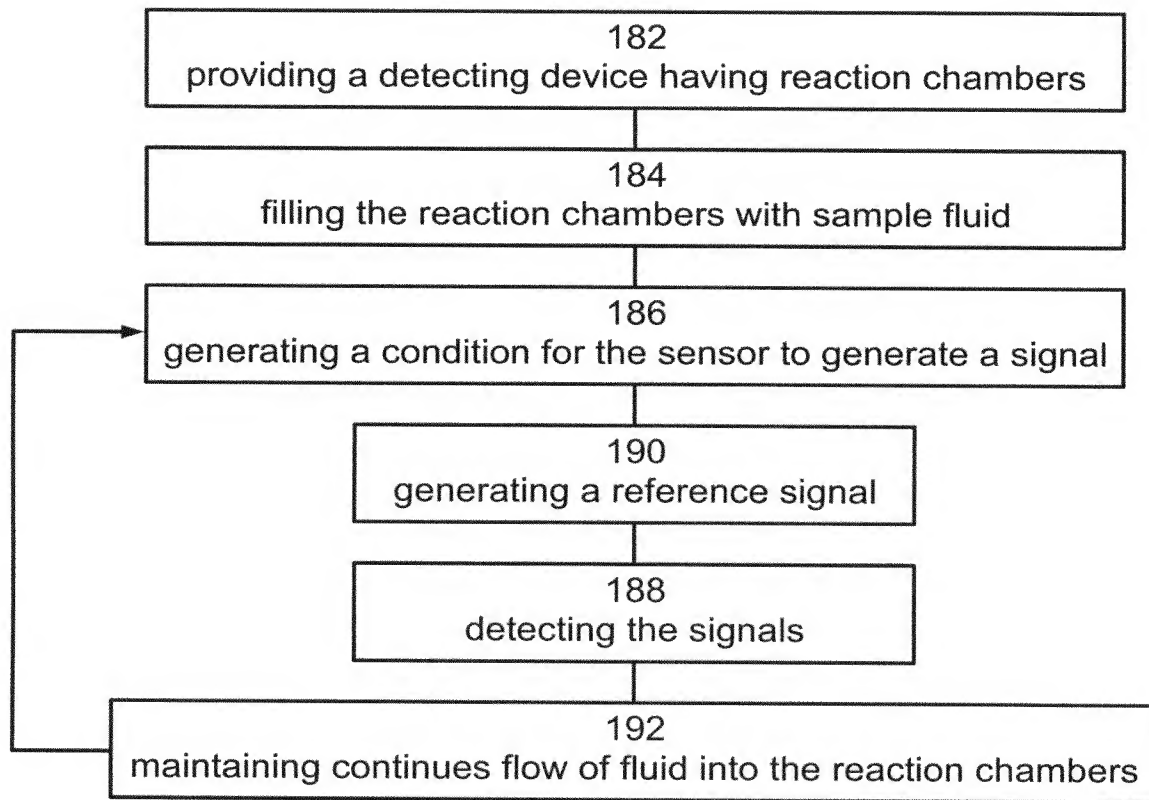 182
providing a detecting device having reaction chambers
184
filling the reaction chambers with sample fluid
186
generating a condition for the sensor to generate a signal
190
generating a reference signal
188
detecting the signals
192
maintaining continues flow of fluid into the reaction chambers